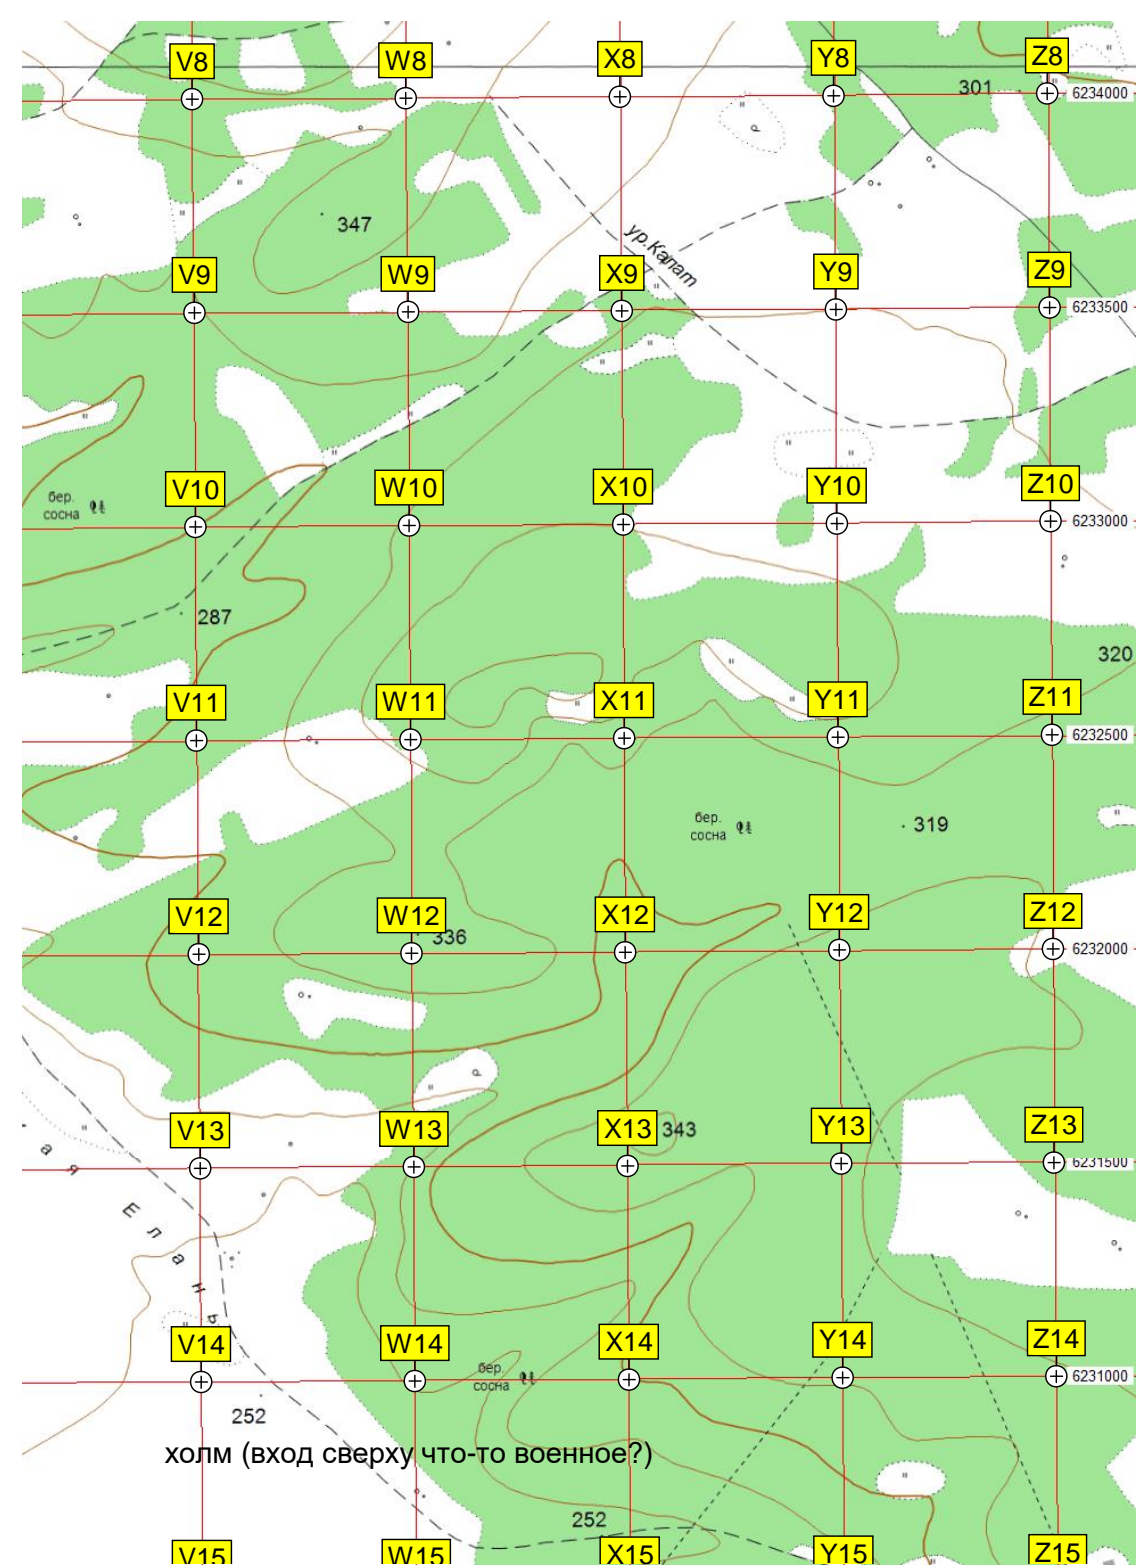 V8 W8 X8 Y8 Z8
301 6234000
347
ур.Калат
V9 W9 X9 Y9 Z9
6233500
V10 W10 X10 Y10 Z10
бер.
сосна
6233000
287
320
V11 W11 X11 Y11 Z11
6232500
бер.
сосна
319
V12 W12 X12 Y12 Z12
336
6232000
V13 W13 X13 Y13 Z13
343
6231500
ая Елань
V14 W14 X14 Y14 Z14
бер.
сосна
6231000
252
холм (вход сверху что-то военное?)
252
V15 W15 X15 Y15 Z15